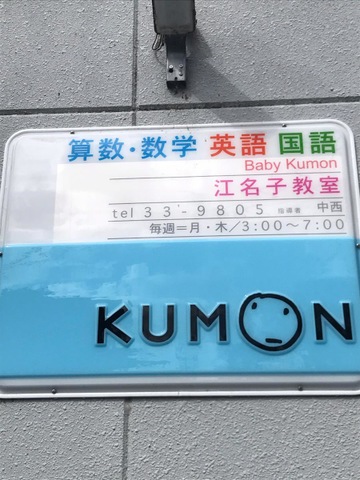 算数・数学 英語 国語
Baby Kumon
江名子教室
tel 33-9805 指導者 中西
毎週=月・木/3:00～7:00
KUMON